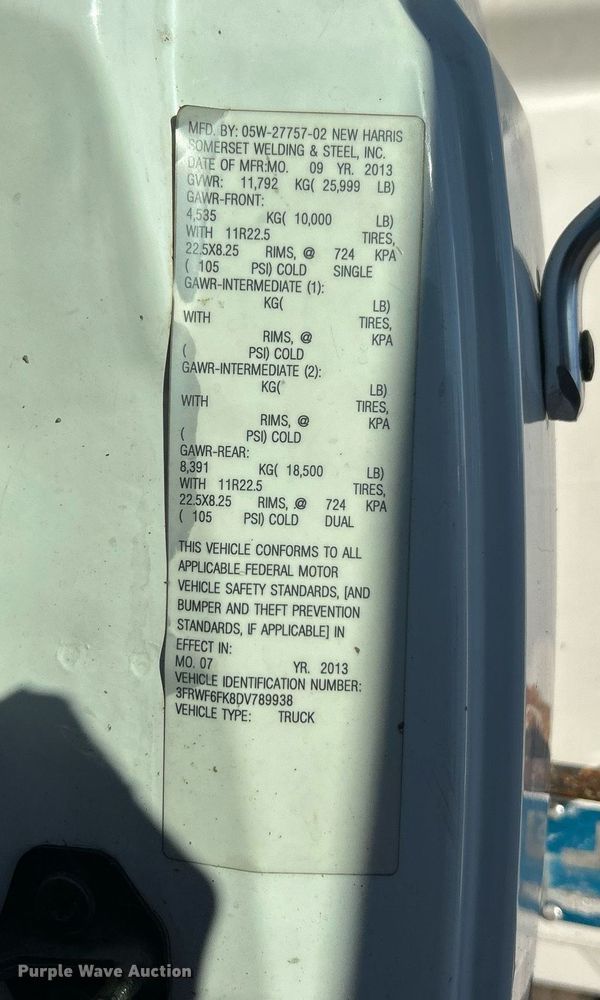 MFD. BY: 05W-27757-02 NEW HARRIS
SOMERSET WELDING & STEEL, INC.
DATE OF MFR:MO. 09 YR. 2013
GVWR: 11,792 KG( 25,999 LB)
GAWR-FRONT:
4,535 KG( 10,000 LB)
WITH 11R22.5 TIRES,
22.5X8.25 RIMS, @ 724 KPA
( 105 PSI) COLD SINGLE
GAWR-INTERMEDIATE (1):
KG( LB)
WITH TIRES,
RIMS, @ KPA
( PSI) COLD
GAWR-INTERMEDIATE (2):
KG( LB)
WITH TIRES,
RIMS, @ KPA
( PSI) COLD
GAWR-REAR:
8,391 KG( 18,500 LB)
WITH 11R22.5 TIRES,
22.5X8.25 RIMS, @ 724 KPA
( 105 PSI) COLD DUAL
THIS VEHICLE CONFORMS TO ALL
APPLICABLE FEDERAL MOTOR
VEHICLE SAFETY STANDARDS, [AND
BUMPER AND THEFT PREVENTION
STANDARDS, IF APPLICABLE] IN
EFFECT IN:
MO. 07 YR. 2013
VEHICLE IDENTIFICATION NUMBER:
3FRWF6FK8DV789938
VEHICLE TYPE: TRUCK
Purple Wave Auction